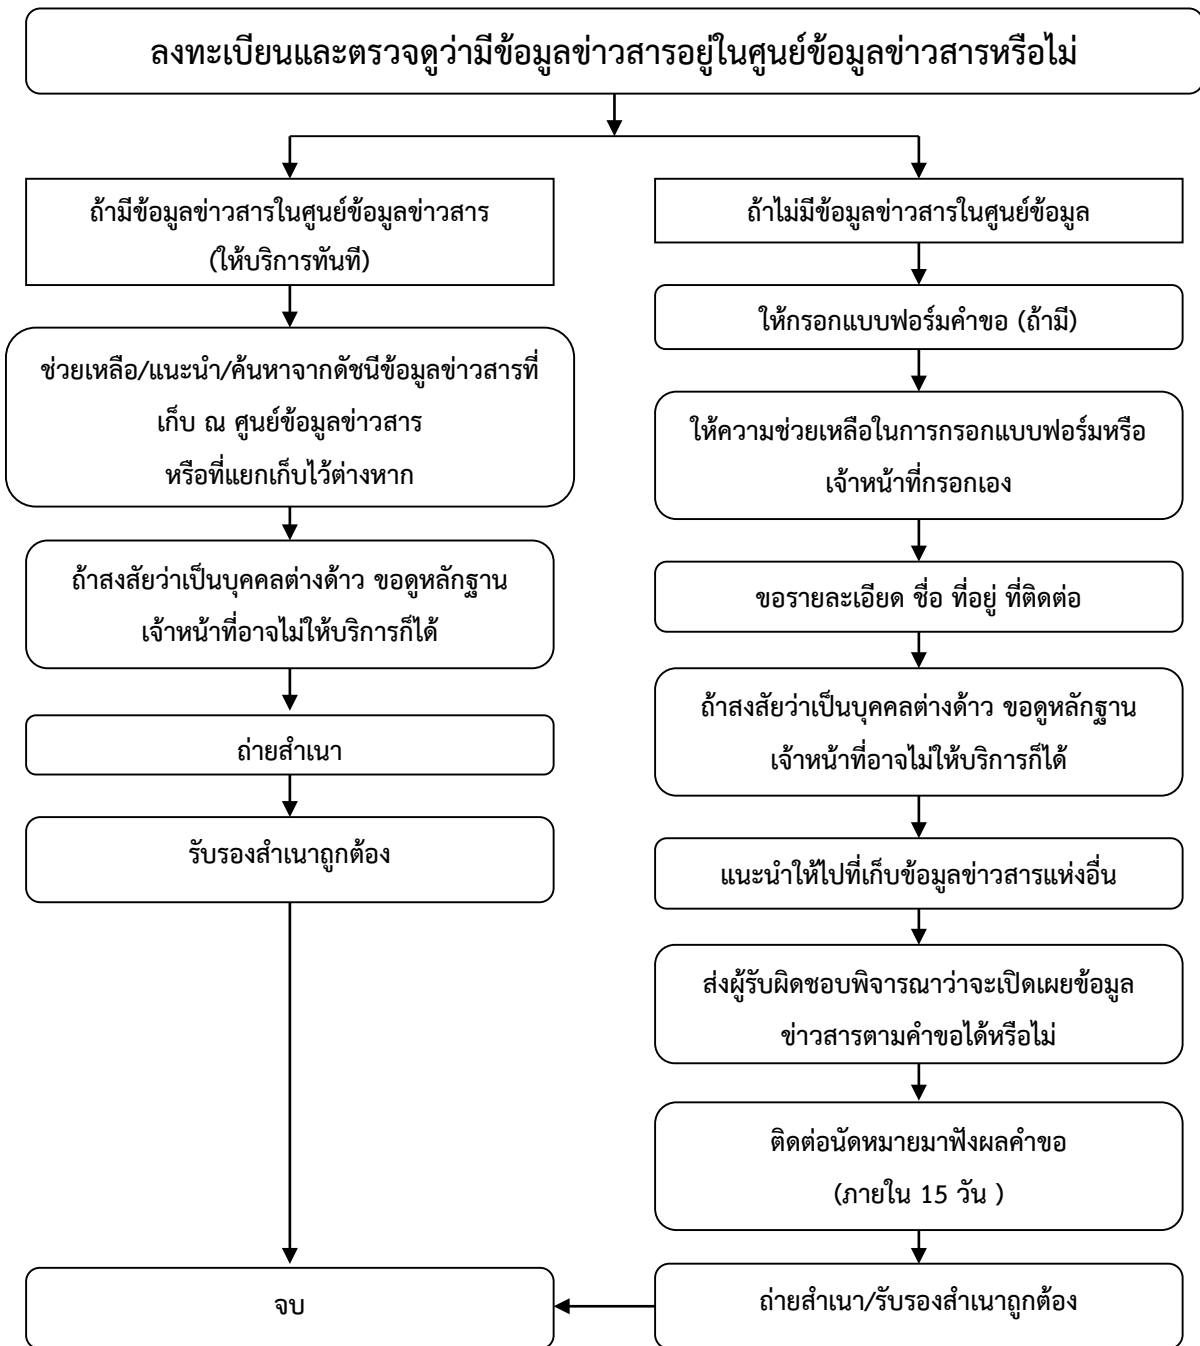 ลงทะเบียนและตรวจดูว่ามีข้อมูลข่าวสารอยู่ในศูนย์ข้อมูลข่าวสารหรือไม่
ถ้ามีข้อมูลข่าวสารในศูนย์ข้อมูลข่าวสาร
(ให้บริการทันที)
ช่วยเหลือ/แนะนำ/ค้นหาจากดัชนีข้อมูลข่าวสารที่
เก็บ ณ ศูนย์ข้อมูลข่าวสาร
หรือที่แยกเก็บไว้ต่างหาก
ถ้าสงสัยว่าเป็นบุคคลต่างด้าว ขอดูหลักฐาน
เจ้าหน้าที่อาจไม่ให้บริการก็ได้
ถ่ายสำเนา
รับรองสำเนาถูกต้อง
ถ้าไม่มีข้อมูลข่าวสารในศูนย์ข้อมูล
ให้กรอกแบบฟอร์มคำขอ (ถ้ามี)
ให้ความช่วยเหลือในการกรอกแบบฟอร์มหรือ
เจ้าหน้าที่กรอกเอง
ขอรายละเอียด ชื่อ ที่อยู่ ที่ติดต่อ
ถ้าสงสัยว่าเป็นบุคคลต่างด้าว ขอดูหลักฐาน
เจ้าหน้าที่อาจไม่ให้บริการก็ได้
แนะนำให้ไปที่เก็บข้อมูลข่าวสารแห่งอื่น
ส่งผู้รับผิดชอบพิจารณาว่าจะเปิดเผยข้อมูล
ข่าวสารตามคำขอได้หรือไม่
ติดต่อนัดหมายมาฟังผลคำขอ
(ภายใน 15 วัน )
ถ่ายสำเนา/รับรองสำเนาถูกต้อง
จบ